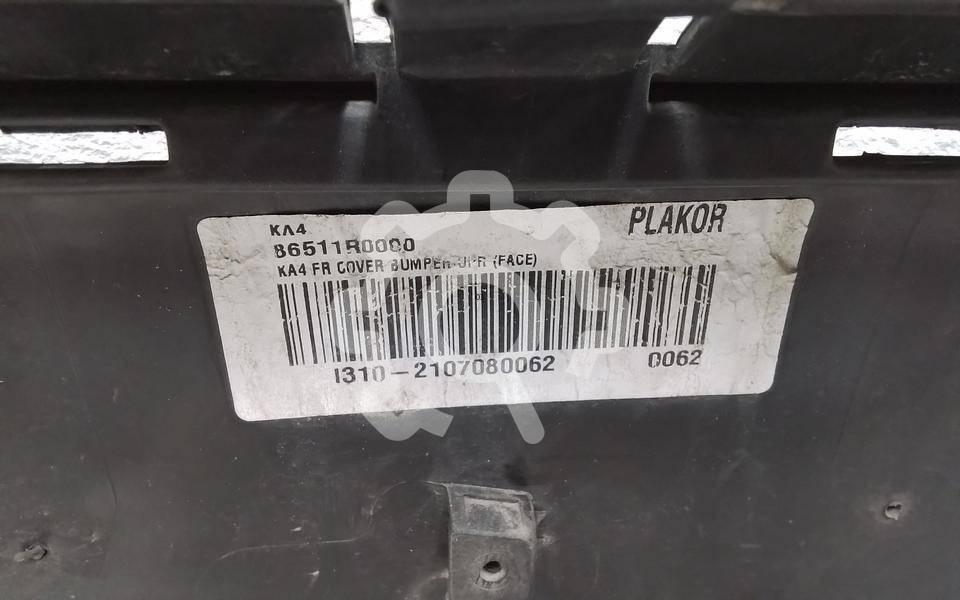 KA4
PLAKOR
86511R0000
KA4 FR COVER-BUMPER-UPR (FACE)
I310-2107080062
0062